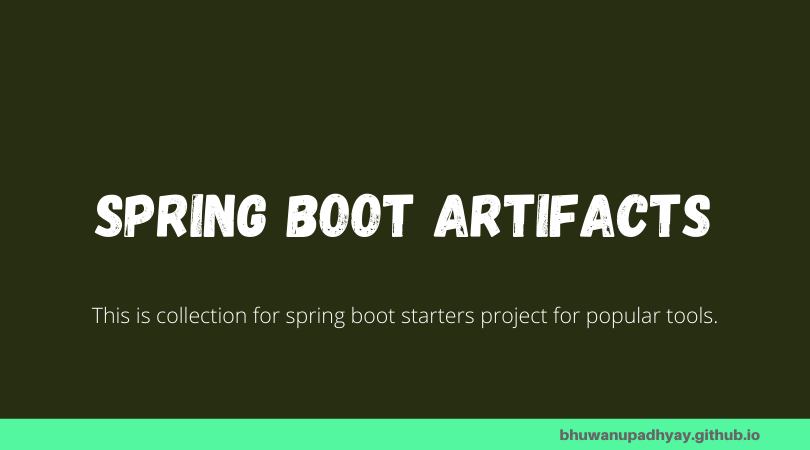 SPRING BOOT ARTIFACTS
This is collection for spring boot starters project for popular tools.
bhuwanupadhyay.github.io